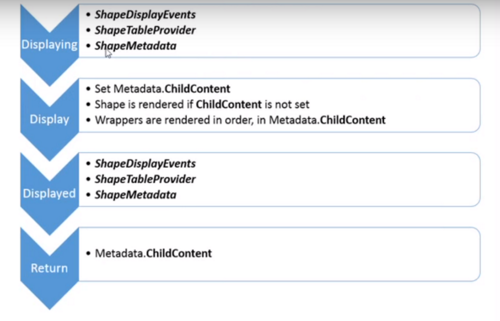 Displaying
• ShapeDisplayEvents
• ShapeTableProvider
• ShapeMetadata
Display
• Set Metadata.ChildContent
• Shape is rendered if ChildContent is not set
• Wrappers are rendered in order, in Metadata.ChildContent
Displayed
• ShapeDisplayEvents
• ShapeTableProvider
• ShapeMetadata
Return
• Metadata.ChildContent